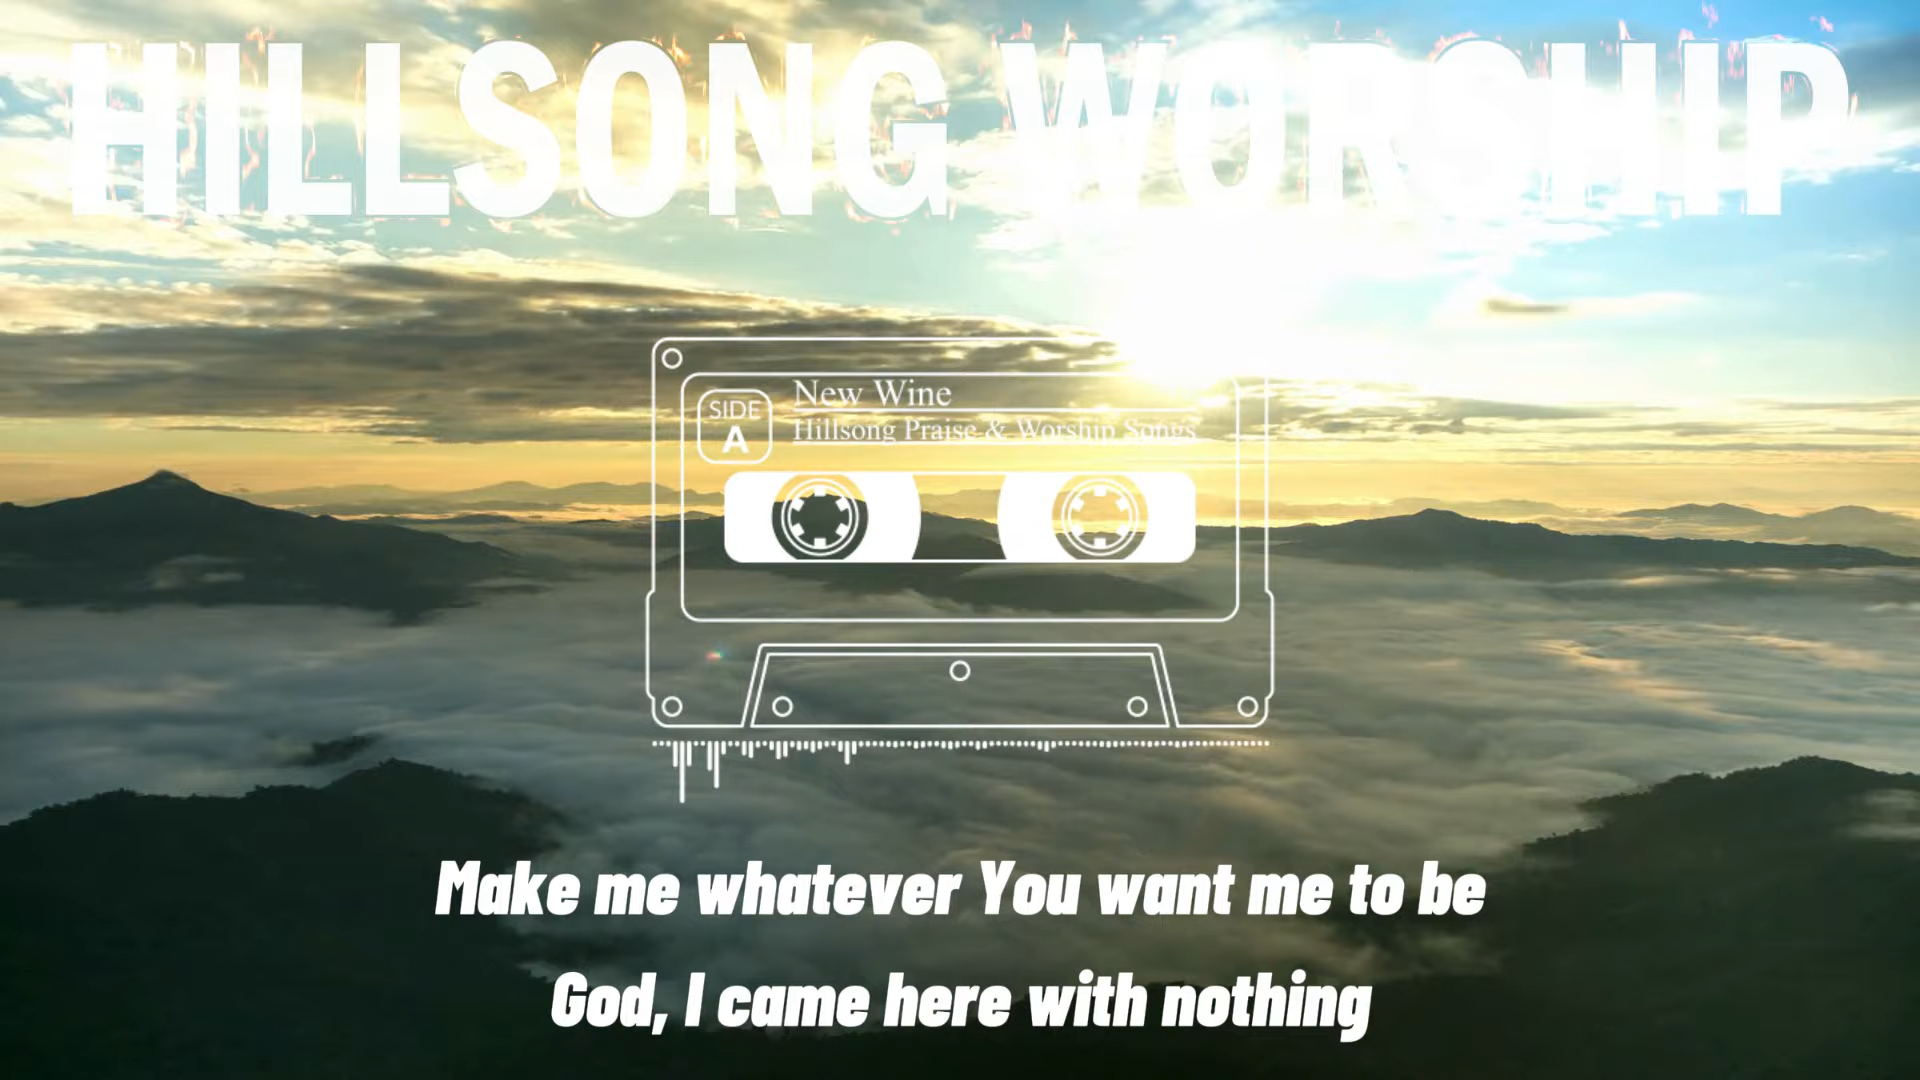 HILLSONG WORSHIP
SIDE
A
New Wine
Hillsong Praise & Worship Songs
Make me whatever You want me to be
God, I came here with nothing